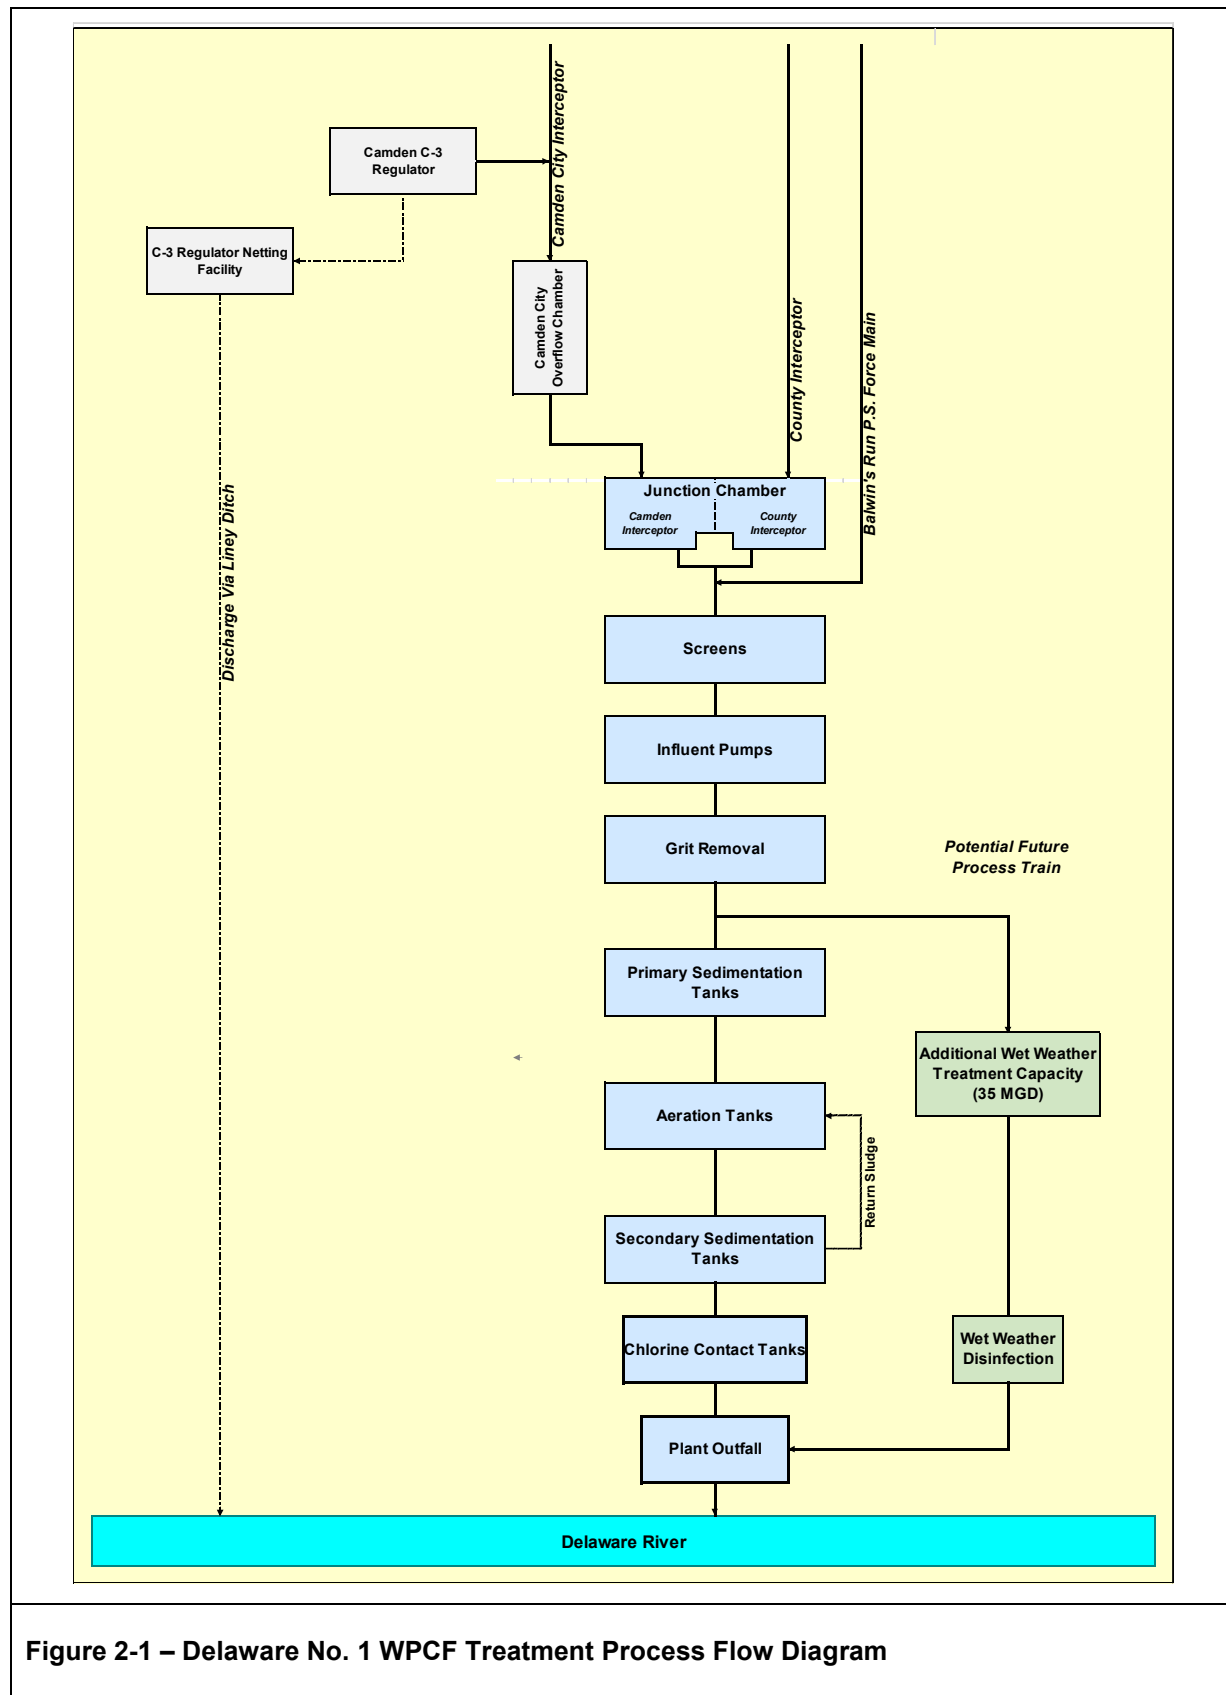 Camden City Interceptor
Camden C-3
Regulator
C-3 Regulator Netting
Facility
Camden City
Overflow Chamber
County Interceptor
Balwin's Run P.S. Force Main
Discharge Via Liney Ditch
Junction Chamber
Camden
Interceptor
County
Interceptor
Screens
Influent Pumps
Grit Removal
Potential Future
Process Train
Primary Sedimentation
Tanks
Additional Wet Weather
Treatment Capacity
(35 MGD)
Aeration Tanks
Return Sludge
Secondary Sedimentation
Tanks
Chlorine Contact Tanks
Wet Weather
Disinfection
Plant Outfall
Delaware River
Figure 2-1 – Delaware No. 1 WPCF Treatment Process Flow Diagram